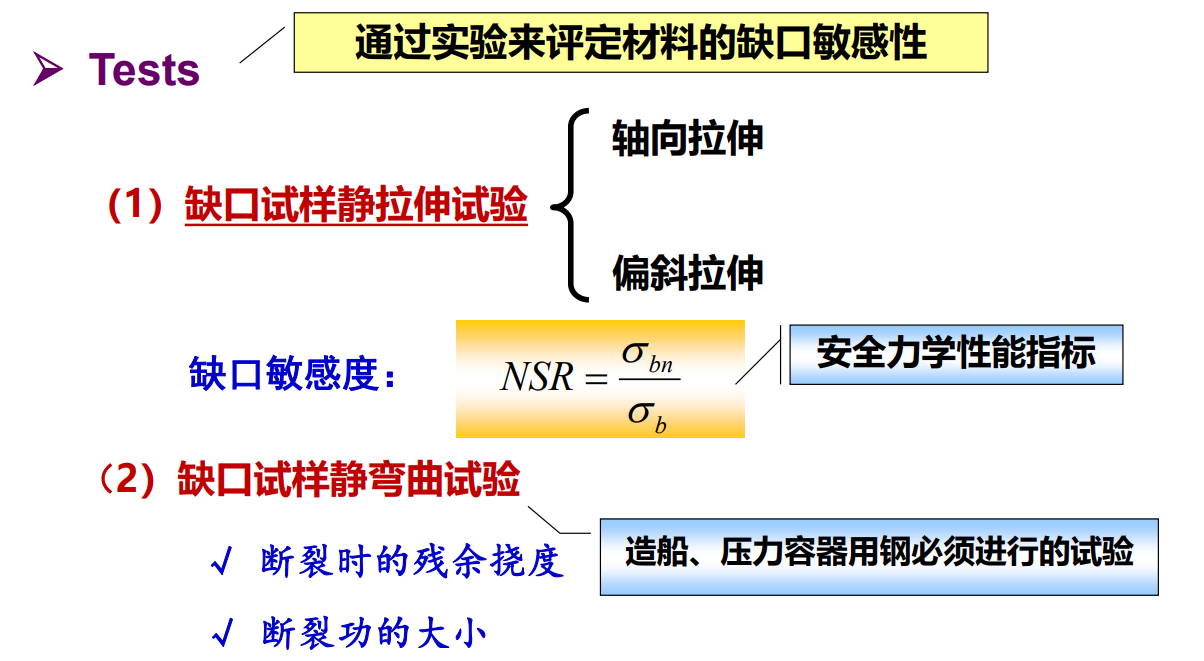 通过实验来评定材料的缺口敏感性
➢ Tests
轴向拉伸
（1）缺口试样静拉伸试验
偏斜拉伸
缺口敏感度： NSR = σbn / σb
安全力学性能指标
（2）缺口试样静弯曲试验
造船、压力容器用钢必须进行的试验
√ 断裂时的残余挠度
√ 断裂功的大小